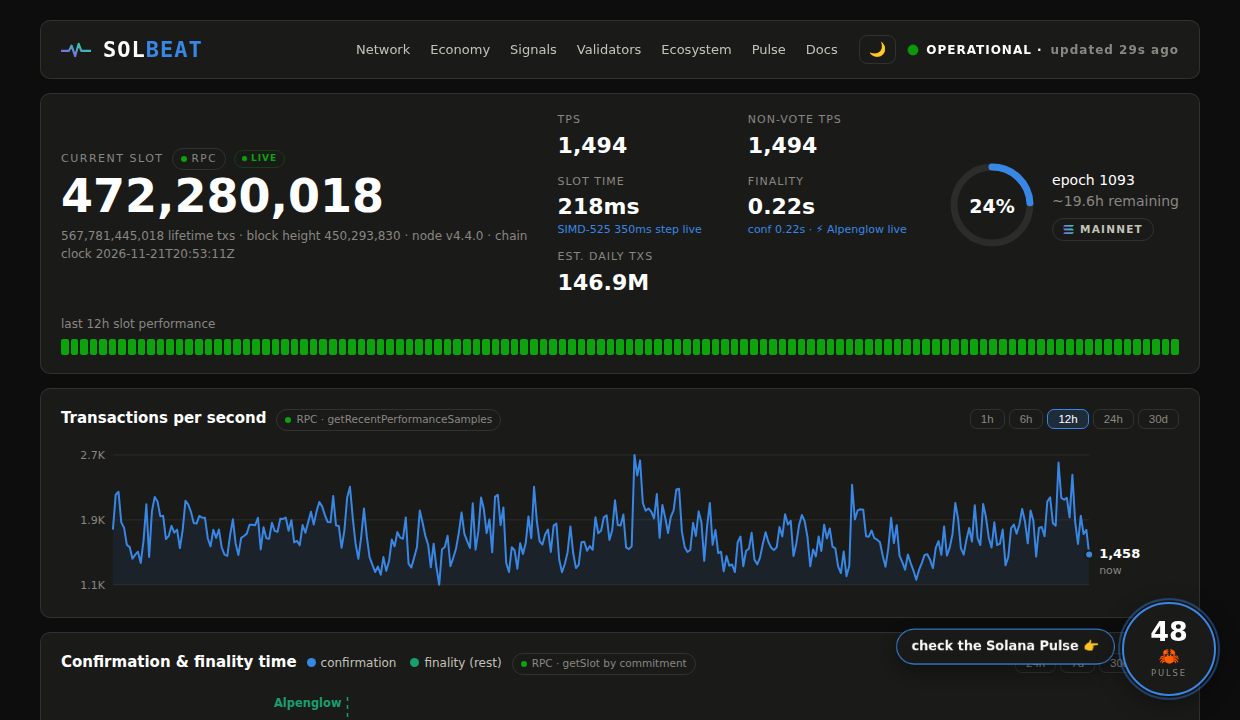 SOLBEAT
Network Economy Signals Validators Ecosystem Pulse Docs 🌙 OPERATIONAL · updated 29s ago
CURRENT SLOT RPC LIVE
472,280,018
567,781,445,018 lifetime txs · block height 450,293,830 · node v4.4.0 · chain
clock 2026-11-21T20:53:11Z
TPS
1,494
NON-VOTE TPS
1,494
SLOT TIME
218ms
SIMD-525 350ms step live
FINALITY
0.22s
conf 0.22s · ⚡ Alpenglow live
EST. DAILY TXS
146.9M
24%
epoch 1093
~19.6h remaining
MAINNET
last 12h slot performance
Transactions per second RPC · getRecentPerformanceSamples
1h 6h 12h 24h 30d
2.7K
1.9K
1.1K
1,458
now
Confirmation & finality time confirmation finality (rest) RPC · getSlot by commitment
check the Solana Pulse 👉
48
🦀
PULSE
Alpenglow